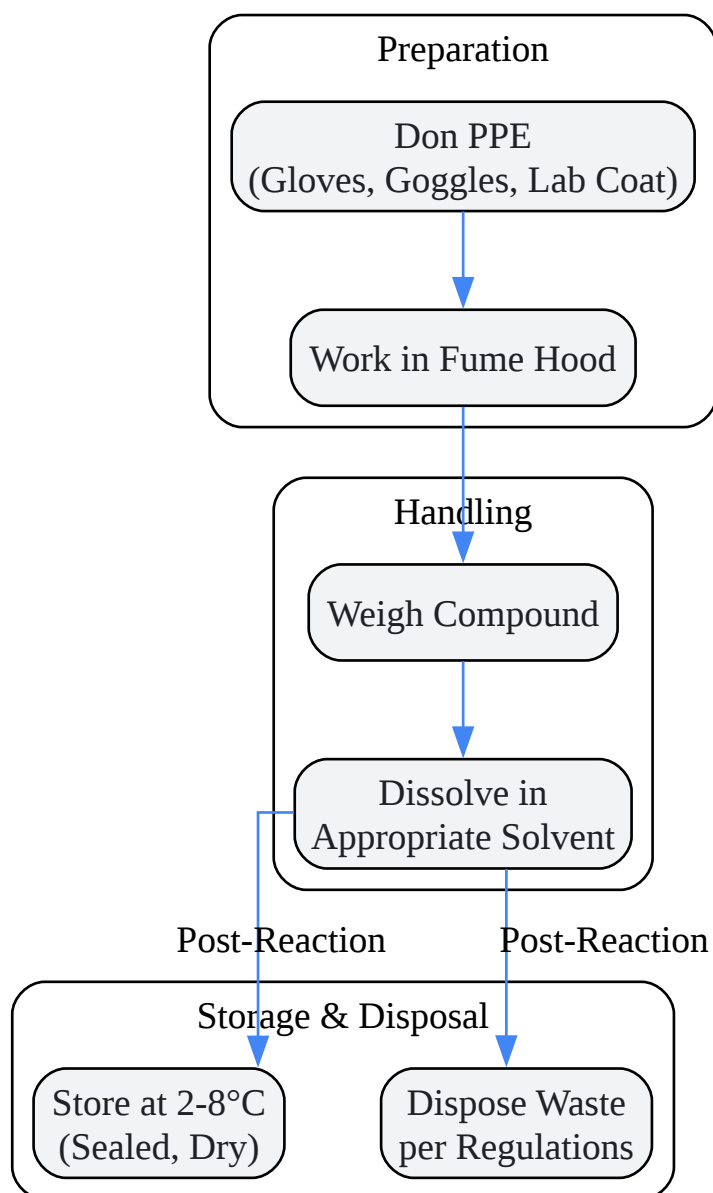 Preparation
Don PPE
(Gloves, Goggles, Lab Coat)
Work in Fume Hood
Handling
Weigh Compound
Dissolve in
Appropriate Solvent
Post-Reaction
Post-Reaction
Storage & Disposal
Store at 2-8°C
(Sealed, Dry)
Dispose Waste
per Regulations